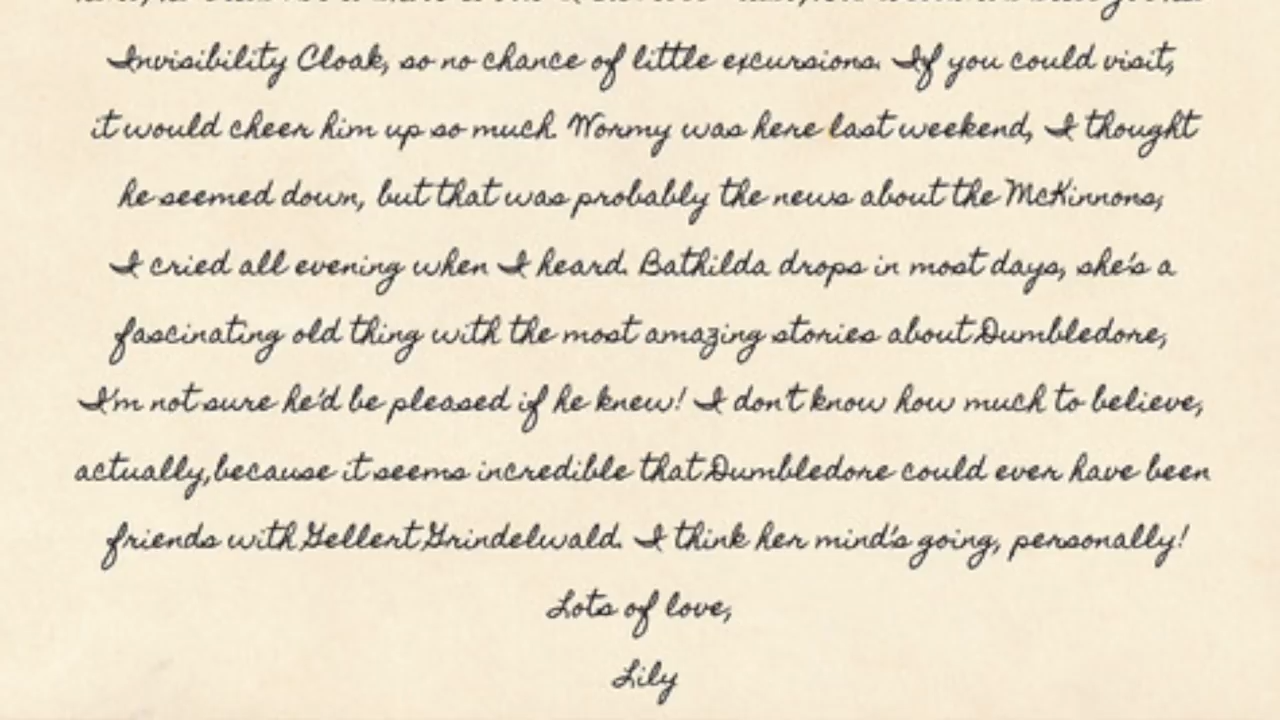 Invisibility Cloak, so no chance of little excursions. If you could visit,
it would cheer him up so much. Wormy was here last weekend, I thought
he seemed down, but that was probably the news about the McKinnons;
I cried all evening when I heard. Bathilda drops in most days, she's a
fascinating old thing with the most amazing stories about Dumbledore,
I'm not sure he'd be pleased if he knew! I don't know how much to believe,
actually, because it seems incredible that Dumbledore could ever have been
friends with Gellert Grindelwald. I think her mind's going, personally!
Lots of love,
Lily